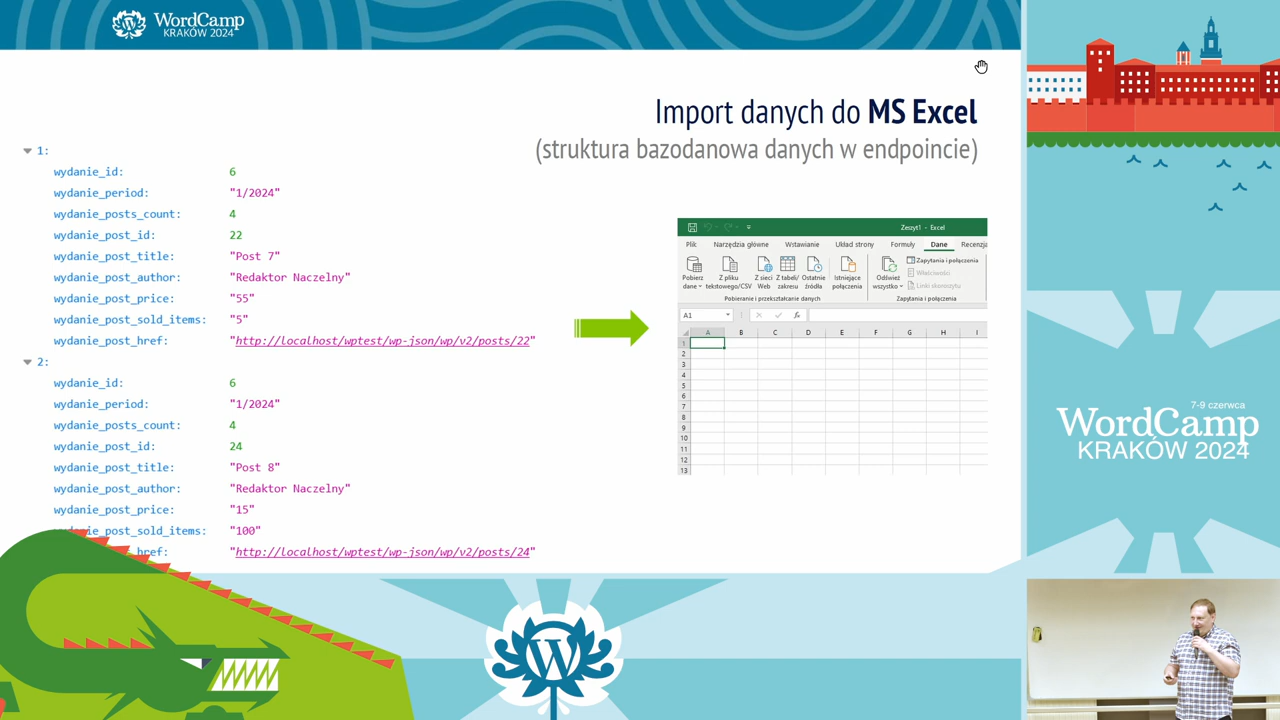 WordCamp
KRAKÓW 2024
Import danych do MS Excel
(struktura bazodanowa danych w endpoincie)
1:
wydanie_id: 6
wydanie_period: "1/2024"
wydanie_posts_count: 4
wydanie_post_id: 22
wydanie_post_title: "Post 7"
wydanie_post_author: "Redaktor Naczelny"
wydanie_post_price: "55"
wydanie_post_sold_items: "5"
wydanie_post_href: "http://localhost/wptest/wp-json/wp/v2/posts/22"
2:
wydanie_id: 6
wydanie_period: "1/2024"
wydanie_posts_count: 4
wydanie_post_id: 24
wydanie_post_title: "Post 8"
wydanie_post_author: "Redaktor Naczelny"
wydanie_post_price: "15"
wydanie_post_sold_items: "100"
href: "http://localhost/wptest/wp-json/wp/v2/posts/24"
Zeszyt1 - Excel
Plik Narzędzia główne Wstawianie Układ strony Formuły Dane Recenzja
Pobierz dane Z pliku tekstowego/CSV Z sieci Web Z tabeli/zakresu Ostatnie źródła Istniejące połączenia Odśwież wszystko
Zapytania i połączenia
Właściwości
Linki skoroszytu
Pobieranie i przekształcanie danych Zapytania i połączenia
A1 fx
A B C D E F G H I
1
2
3
4
5
6
7
8
9
10
11
12
13
7-9 czerwca
WordCamp
KRAKÓW 2024
W